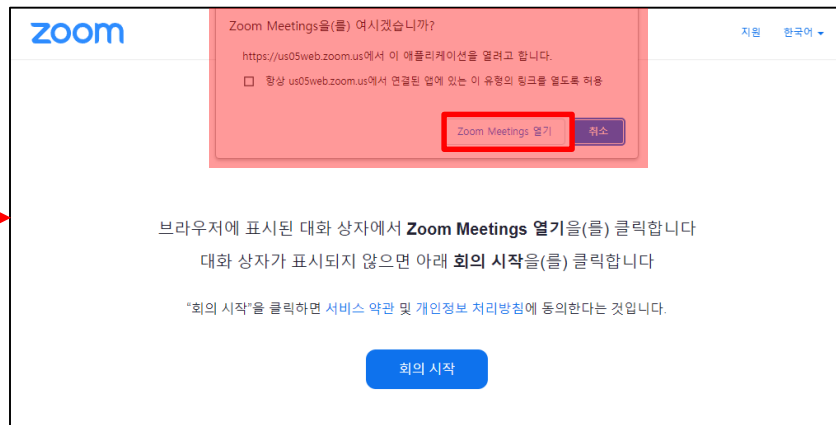 zoom
지원 한국어
Zoom Meetings을(를) 여시겠습니까?
https://us05web.zoom.us에서 이 애플리케이션을 열려고 합니다.
항상 us05web.zoom.us에서 연결된 앱에 있는 이 유형의 링크를 열도록 허용
Zoom Meetings 열기 취소
브라우저에 표시된 대화 상자에서 Zoom Meetings 열기을(를) 클릭합니다
대화 상자가 표시되지 않으면 아래 회의 시작을(를) 클릭합니다
“회의 시작”을 클릭하면 서비스 약관 및 개인정보 처리방침에 동의한다는 것입니다.
회의 시작